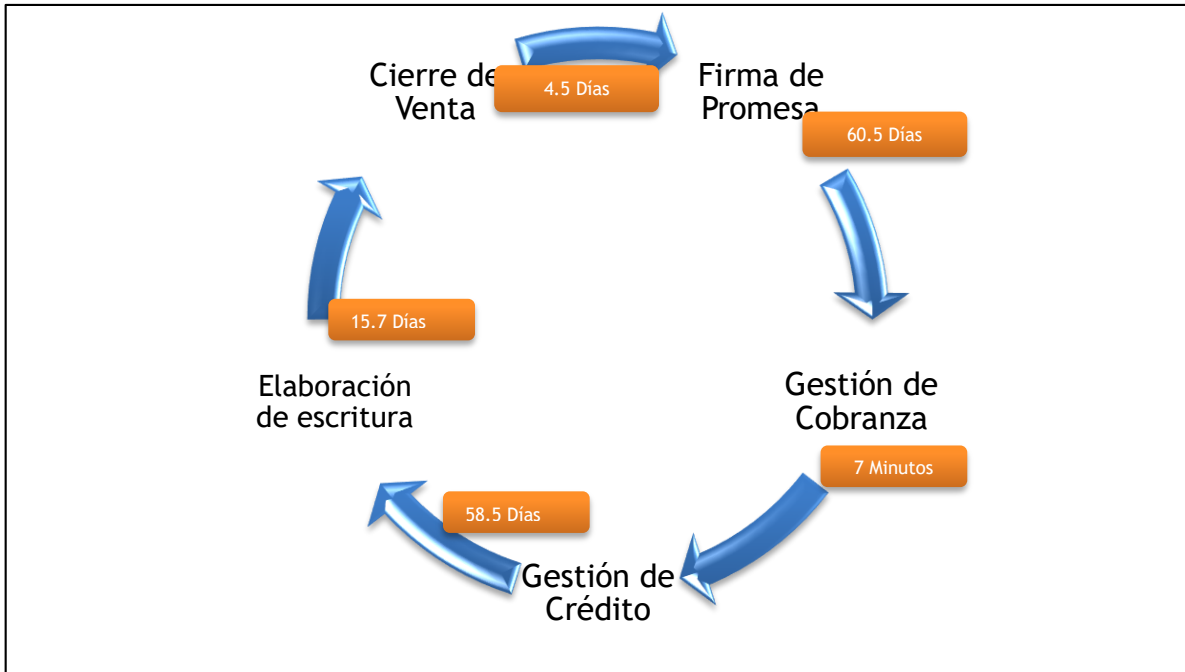 Cierre de
Venta
4.5 Días
Firma de
Promesa
60.5 Días
Gestión de
Cobranza
7 Minutos
Gestión de
Crédito
58.5 Días
Elaboración
de escritura
15.7 Días